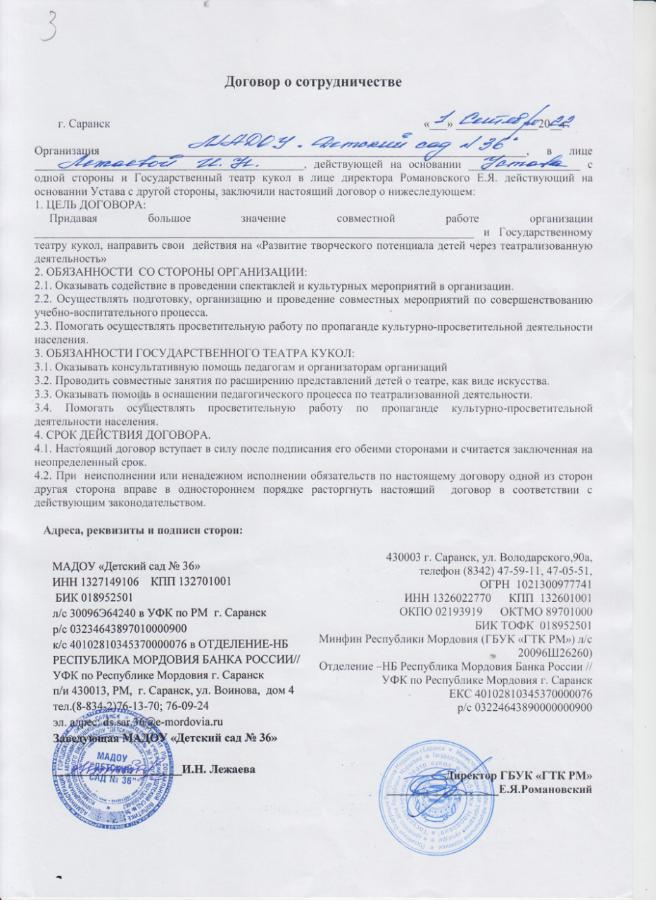 3
Договор о сотрудничестве
г. Саранск «1» Сентября 2022
Организация МАДОУ "Детский сад №36", в лице
Лежаевой И.Н., действующей на основании Устава с
одной стороны и Государственный театр кукол в лице директора Романовского Е.Я. действующий на
основании Устава с другой стороны, заключили настоящий договор о нижеследующем:
1. ЦЕЛЬ ДОГОВОРА:
Придавая большое значение совместной работе организации
и Государственному
театру кукол, направить свои действия на «Развитие творческого потенциала детей через театрализованную
деятельность»
2. ОБЯЗАННОСТИ СО СТОРОНЫ ОРГАНИЗАЦИИ:
2.1. Оказывать содействие в проведении спектаклей и культурных мероприятий в организации.
2.2. Осуществлять подготовку, организацию и проведение совместных мероприятий по совершенствованию
учебно-воспитательного процесса.
2.3. Помогать осуществлять просветительную работу по пропаганде культурно-просветительной деятельности
населения.
3. ОБЯЗАННОСТИ ГОСУДАРСТВЕННОГО ТЕАТРА КУКОЛ:
3.1. Оказывать консультативную помощь педагогам и организаторам организаций
3.2. Проводить совместные занятия по расширению представлений детей о театре, как виде искусства.
3.3. Оказывать помощь в оснащении педагогического процесса по театрализованной деятельности.
3.4. Помогать осуществлять просветительную работу по пропаганде культурно-просветительной
деятельности населения.
4. СРОК ДЕЙСТВИЯ ДОГОВОРА.
4.1. Настоящий договор вступает в силу после подписания его обеими сторонами и считается заключенная на
неопределенный срок.
4.2. При неисполнении или ненадежном исполнении обязательств по настоящему договору одной из сторон
другая сторона вправе в одностороннем порядке расторгнуть настоящий договор в соответствии с
действующим законодательством.
Адреса, реквизиты и подписи сторон:
МАДОУ «Детский сад № 36»
ИНН 1327149106 КПП 132701001
БИК 018952501
л/с 30096Э64240 в УФК по РМ г. Саранск
р/с 03234643897010000900
к/с 40102810345370000076 в ОТДЕЛЕНИЕ-НБ
РЕСПУБЛИКА МОРДОВИЯ БАНКА РОССИИ//
УФК по Республике Мордовия г. Саранск
п/и 430013, РМ, г. Саранск, ул. Воинова, дом 4
тел.(8-834-2)76-13-70; 76-09-24
эл. адрес: ds.sar.36@e-mordovia.ru
Заведующая МАДОУ «Детский сад № 36»
И.Н. Лежаева
МАДОУ
"ДЕТСКИЙ
САД № 36"
430003 г. Саранск, ул. Володарского,90а,
телефон (8342) 47-59-11, 47-05-51,
ОГРН 1021300977741
ИНН 1326022770 КПП 132601001
ОКПО 02193919 ОКТМО 89701000
БИК ТОФК 018952501
Минфин Республики Мордовия (ГБУК «ГТК РМ») л/с
20096Ш26260)
Отделение –НБ Республика Мордовия Банка России //
УФК по Республике Мордовия г. Саранск
ЕКС 40102810345370000076
р/с 03224643890000000900
Директор ГБУК «ГТК РМ»
Е.Я.Романовский